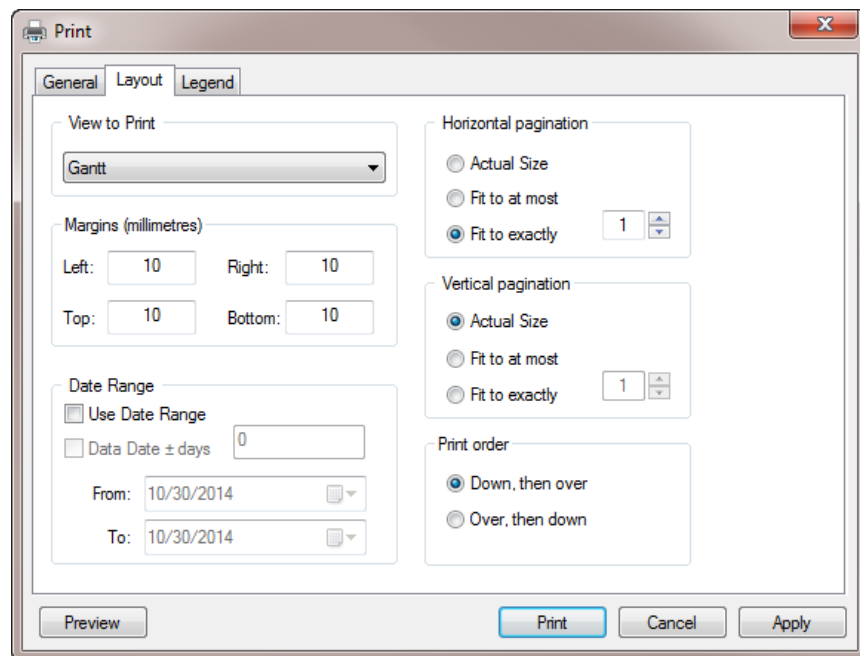 Print
General Layout Legend
View to Print
Gantt
Margins (millimetres)
Left: 10 Right: 10
Top: 10 Bottom: 10
Date Range
Use Date Range
Data Date ± days 0
From: 10/30/2014
To: 10/30/2014
Horizontal pagination
Actual Size
Fit to at most
Fit to exactly 1
Vertical pagination
Actual Size
Fit to at most
Fit to exactly 1
Print order
Down, then over
Over, then down
Preview Print Cancel Apply